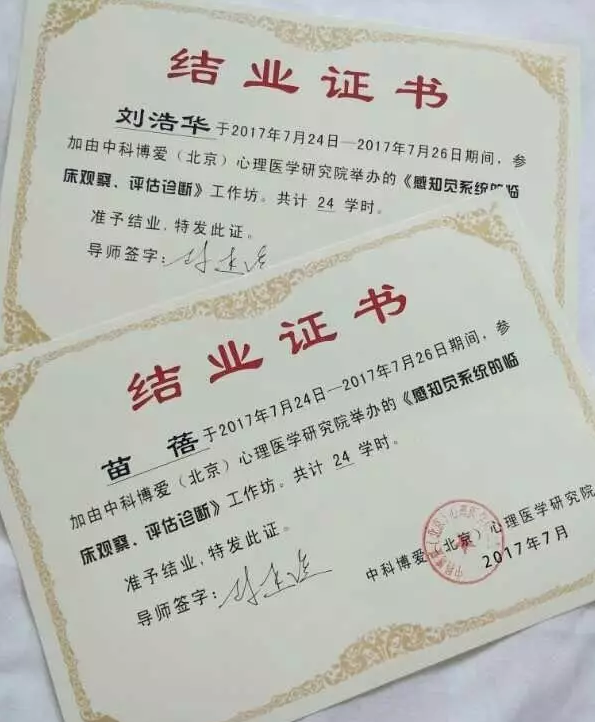 结业证书
刘浩华于2017年7月24日—2017年7月26日期间，参
加由中科博爱（北京）心理医学研究院举办的《感知觉系统的临
床观察、评估诊断》工作坊。共计 24 学时。
准予结业，特发此证。
导师签字：
结业证书
苗 蓓于2017年7月24日—2017年7月26日期间，参
加由中科博爱（北京）心理医学研究院举办的《感知觉系统的临
床观察、评估诊断》工作坊。共计 24 学时。
准予结业，特发此证。
导师签字：
中科博爱（北京）心理医学研究院
2017年7月